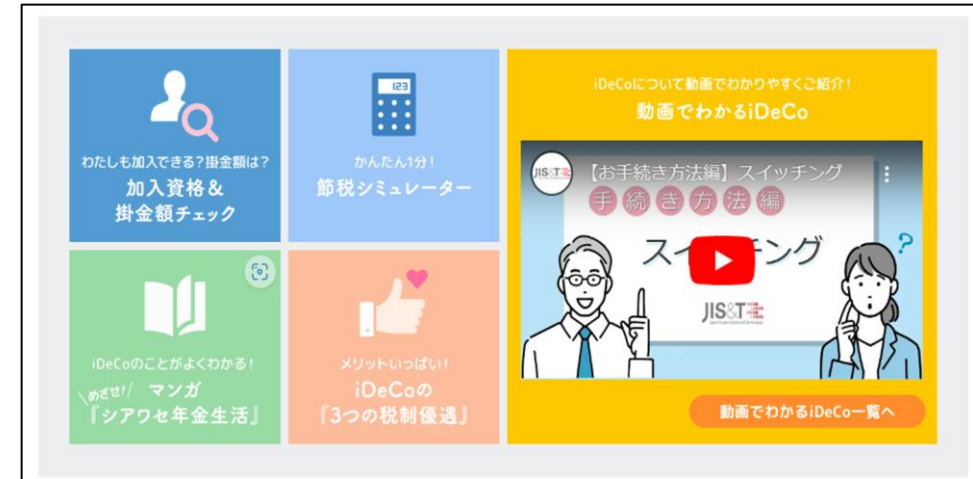 わたしも加入できる?掛金額は?
加入資格&
掛金額チェック
123
かんたん1分!
節税シミュレーター
iDeCoのことがよくわかる!
めざせ!
マンガ
『シアワセ年金生活』
メリットいっぱい!
iDeCoの
『3つの税制優遇』
iDeCoについて動画でわかりやすくご紹介!
動画でわかるiDeCo
JIS&T
【お手続き方法編】スイッチング
手続き方法編
スイッチング
?
JIS&T
動画でわかるiDeCo一覧へ